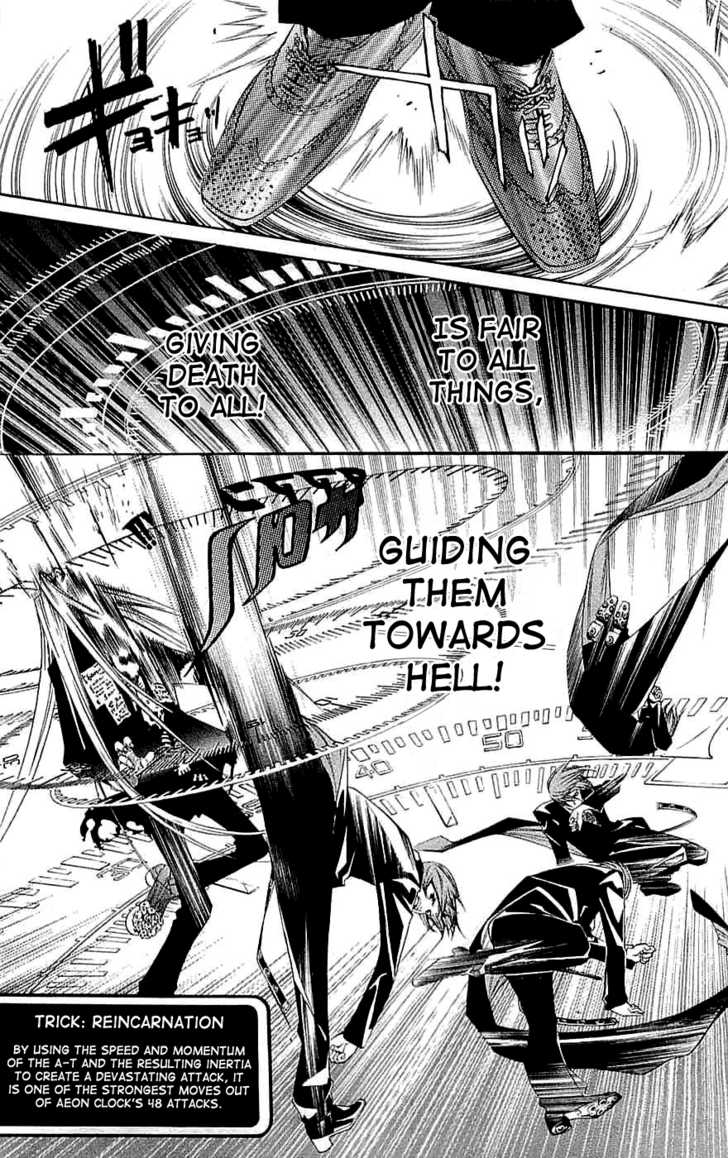 ギョギョッ
IS FAIR
TO ALL
THINGS,
GIVING
DEATH
TO ALL!
GUIDING
THEM
TOWARDS
HELL!
50
40
TRICK: REINCARNATION
BY USING THE SPEED AND MOMENTUM
OF THE A-T AND THE RESULTING INERTIA
TO CREATE A DEVASTATING ATTACK, IT
IS ONE OF THE STRONGEST MOVES OUT
OF AEON CLOCK'S 48 ATTACKS.